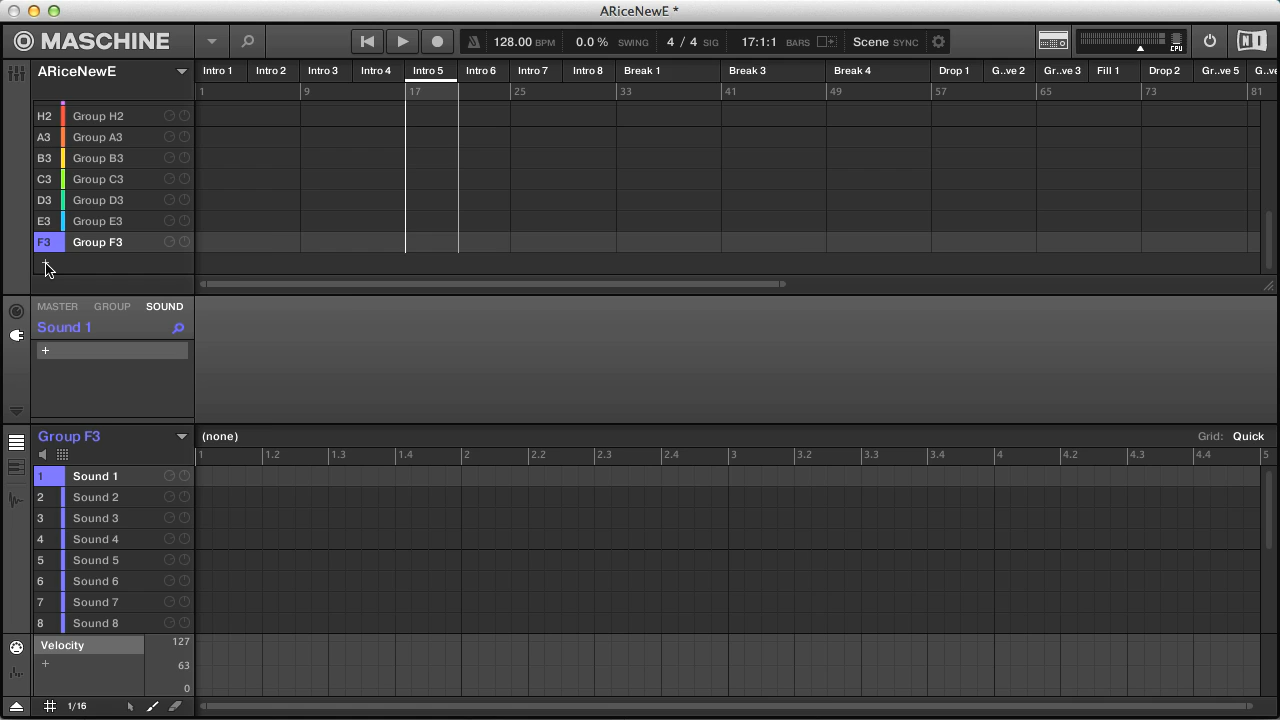 ARiceNewE *
MASCHINE 128.00 BPM 0.0 % SWING 4 / 4 SIG 17:1:1 BARS Scene SYNC CPU
ARiceNewE Intro 1 Intro 2 Intro 3 Intro 4 Intro 5 Intro 6 Intro 7 Intro 8 Break 1 Break 3 Break 4 Drop 1 G..ve 2 Gr..ve 3 Fill 1 Drop 2 Gr..ve 5 G..ve
1 9 17 25 33 41 49 57 65 73 81
H2 Group H2
A3 Group A3
B3 Group B3
C3 Group C3
D3 Group D3
E3 Group E3
F3 Group F3
+
MASTER GROUP SOUND
Sound 1
+
Group F3 (none) Grid: Quick
1 1.2 1.3 1.4 2 2.2 2.3 2.4 3 3.2 3.3 3.4 4 4.2 4.3 4.4 5
1 Sound 1
2 Sound 2
3 Sound 3
4 Sound 4
5 Sound 5
6 Sound 6
7 Sound 7
8 Sound 8
Velocity 127
+ 63
0
1/16